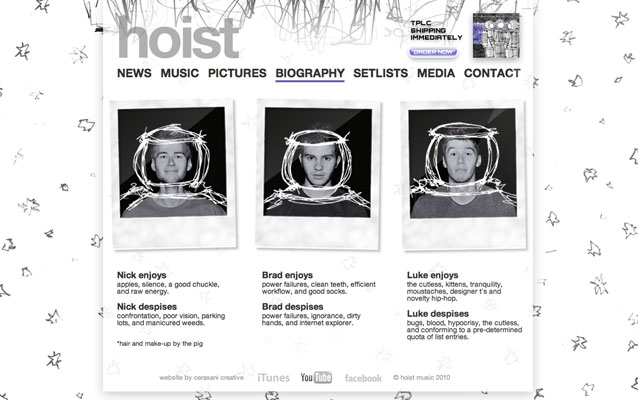 hoist
TPLC
SHIPPING
IMMEDIATELY
ORDER NOW
NEWS MUSIC PICTURES BIOGRAPHY SETLISTS MEDIA CONTACT
Nick enjoys
apples, silence, a good chuckle,
and raw energy.
Nick despises
confrontation, poor vision, parking
lots, and manicured weeds.
*hair and make-up by the pig
Brad enjoys
power failures, clean teeth, efficient
workflow, and good socks.
Brad despises
power failures, ignorance, dirty
hands, and internet explorer.
Luke enjoys
the cutless, kittens, tranquility,
moustaches, designer t's and
novelty hip-hop.
Luke despises
bugs, blood, hypocrisy, the cutless,
and conforming to a pre-determined
quota of list entries.
website by cerasani creative iTunes YouTube facebook © hoist music 2010